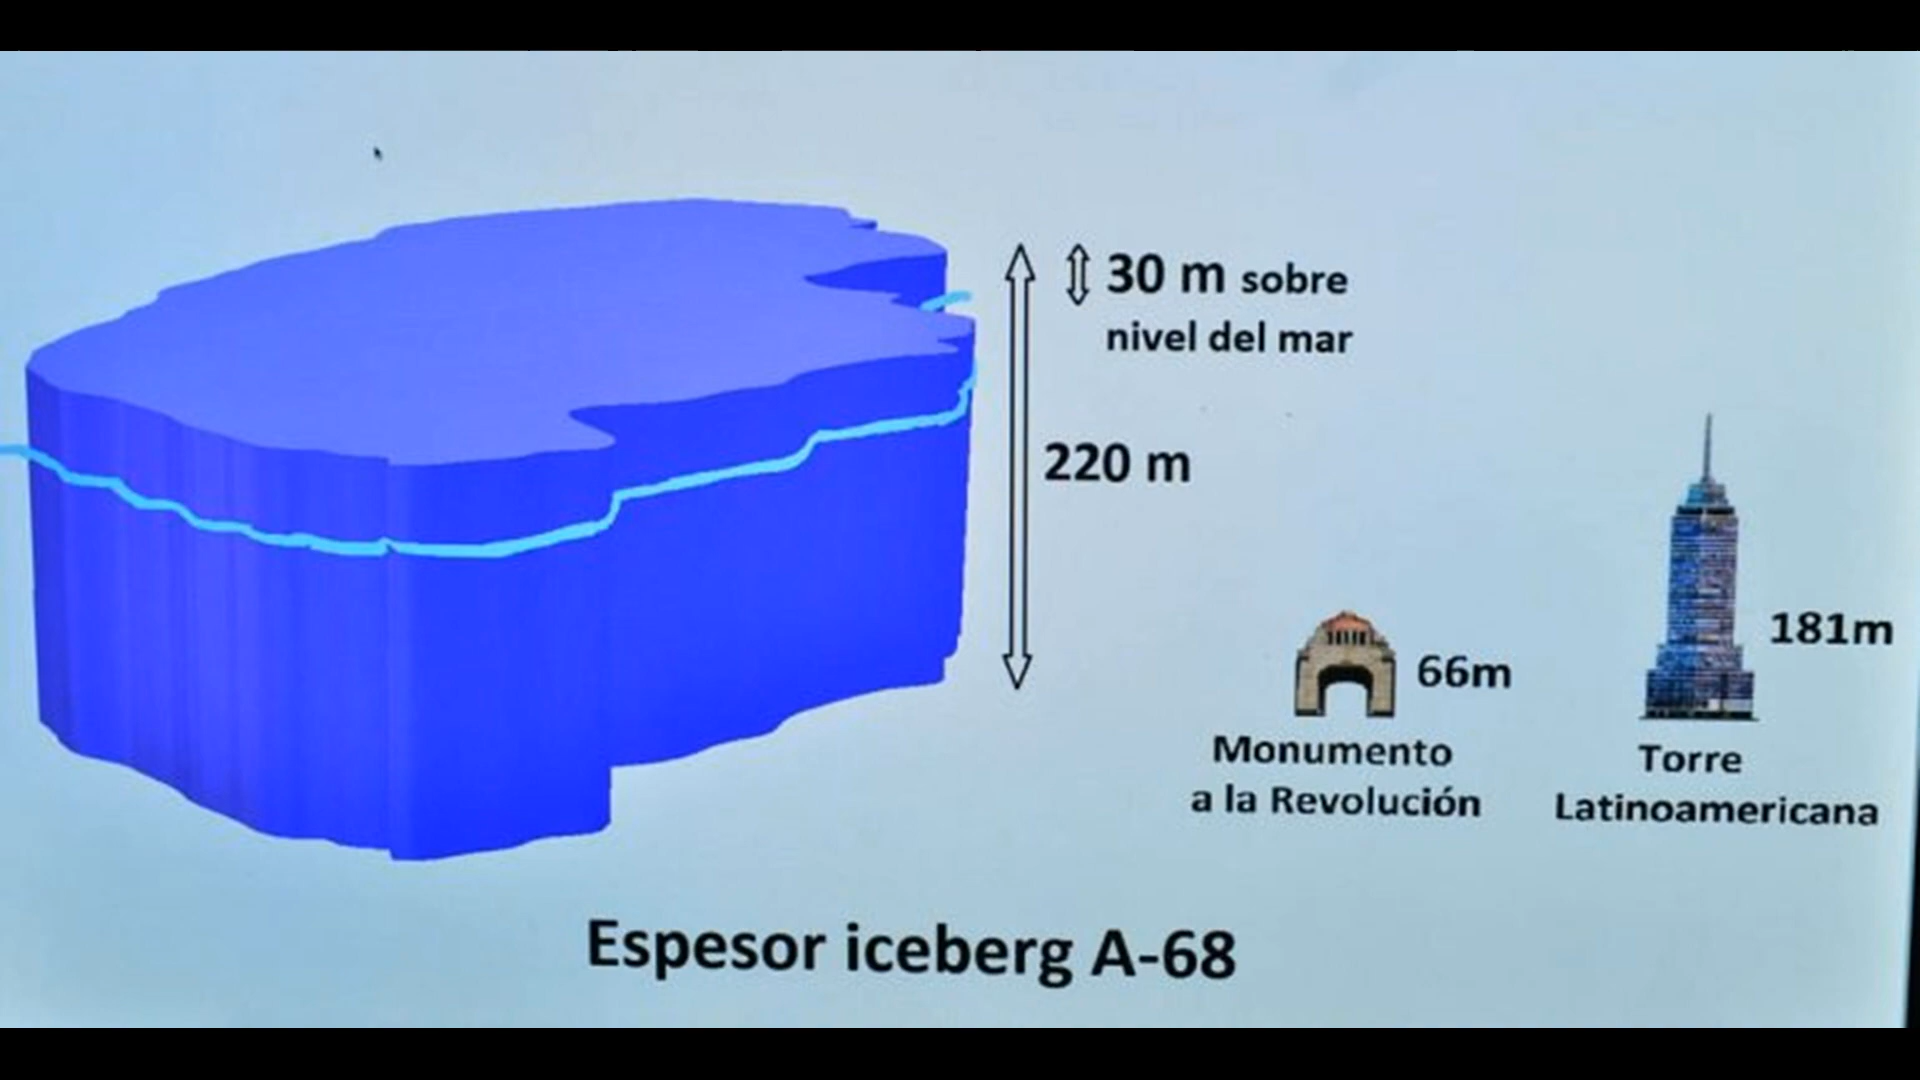 30 m sobre
nivel del mar
220 m
66m
181m
Monumento
a la Revolución
Torre
Latinoamericana
Espesor iceberg A-68